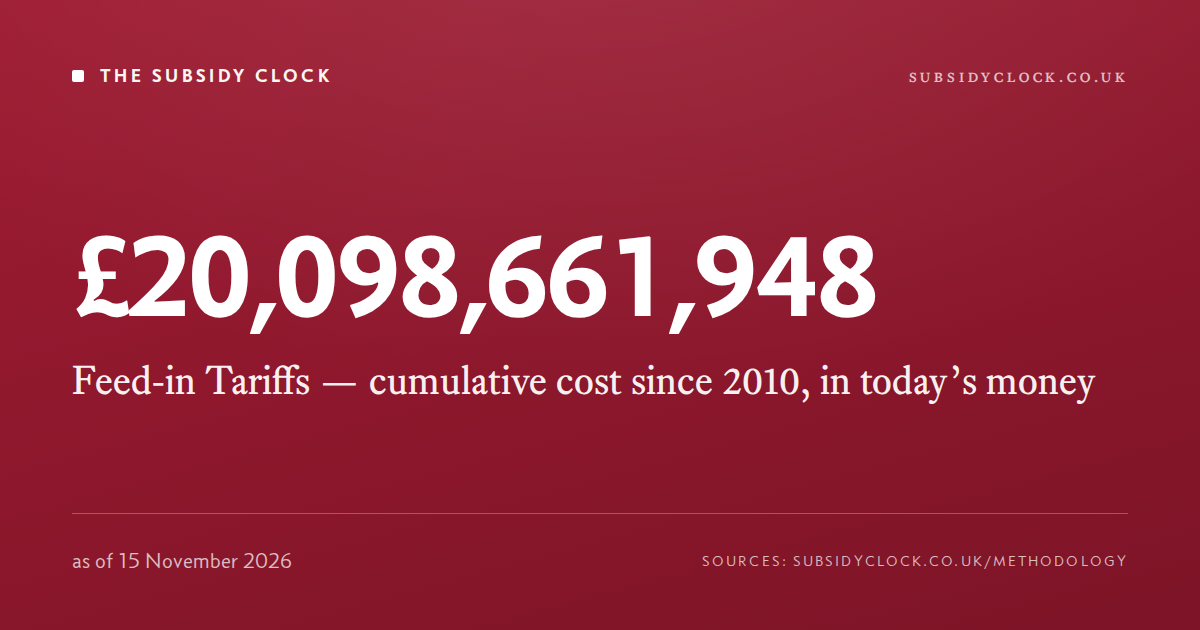 THE SUBSIDY CLOCK
SUBSIDYCLOCK.CO.UK
£20,098,661,948
Feed-in Tariffs — cumulative cost since 2010, in today’s money
as of 15 November 2026
SOURCES: SUBSIDYCLOCK.CO.UK/METHODOLOGY